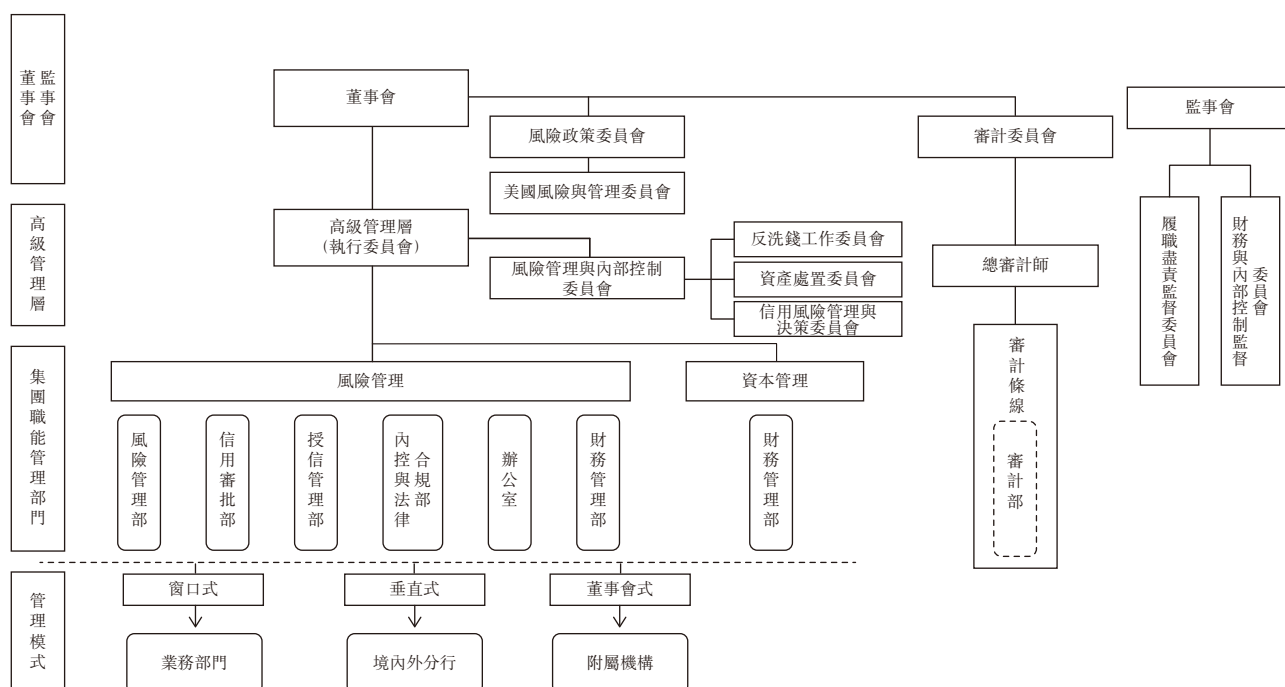 董事會
監事會
董事會
風險政策委員會
美國風險與管理委員會
審計委員會
監事會
高級管理層
高級管理層
(執行委員會)
風險管理與內部控制
委員會
反洗錢工作委員會
資產處置委員會
信用風險管理與
決策委員會
總審計師
履職盡責監督委員會
財務與內部控制監督
委員會
集團職能管理部門
風險管理
資本管理
審計條線
審計部
風險管理部
信用審批部
授信管理部
內控與法律
合規部
辦公室
財務管理部
財務管理部
管理模式
窗口式
垂直式
董事會式
業務部門
境內外分行
附屬機構